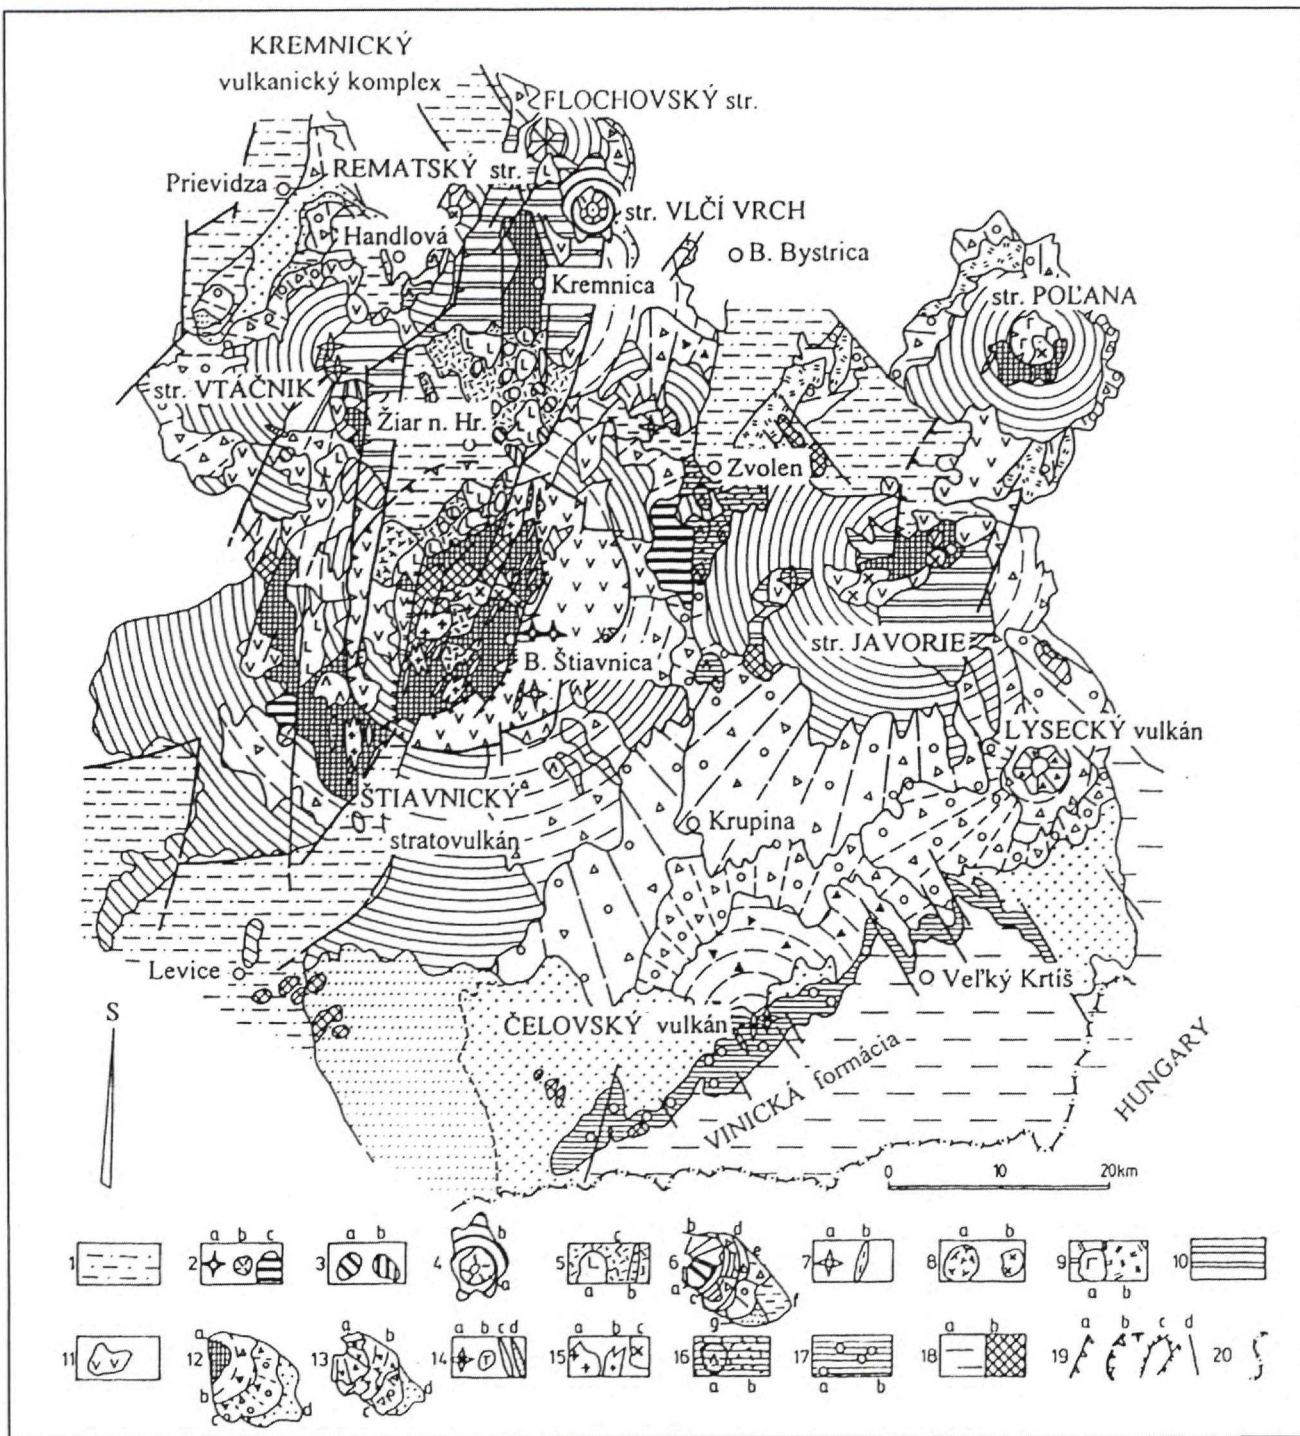 KREMNICKÝ
vulkanický komplex
FLOCHOVSKÝ str.
REMATSKÝ str.
Prievidza
str. VLČÍ VRCH
Handlová
B. Bystrica
Kremnica
str. POĽANA
str. VTÁČNIK
Žiar n. Hr.
Zvolen
B. Štiavnica
str. JAVORIE
LYSECKÝ vulkán
ŠTIAVNICKÝ
stratovulkán
Krupina
Levice
Veľký Krtíš
S
ČELOVSKÝ vulkán
VINICKÁ formácia
HUNGARY
0 10 20km
1
2 a b c
3 a b
4 a b
5 a b c
6 a b c d e f g
7 a b
8 a b
9 a b
10
11
12 a b c d
13 a b c d
14 a b c d
15 a b c
16 a b
17 a b
18 a b
19 a b c d
20